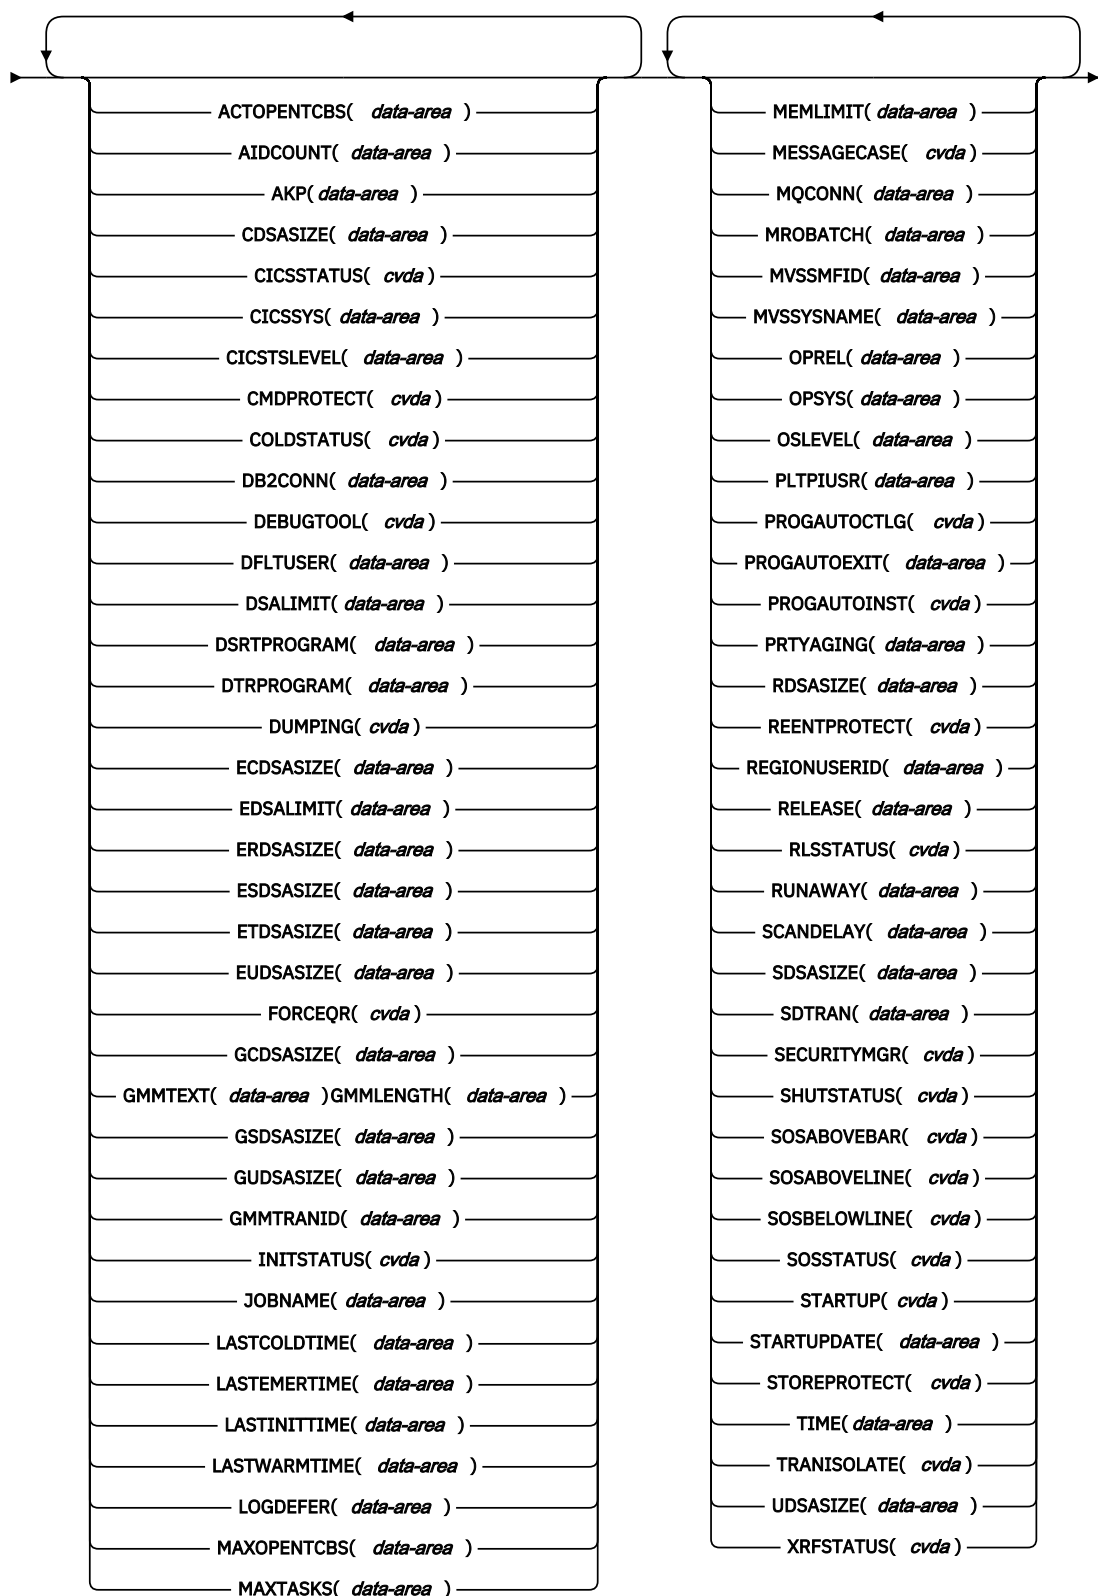 ACTOPENTCBS( data-area )
AIDCOUNT( data-area )
AKP( data-area )
CDSASIZE( data-area )
CICSSTATUS( cvda )
CICSSYS( data-area )
CICSTSLEVEL( data-area )
CMDPROTECT( cvda )
COLDSTATUS( cvda )
DB2CONN( data-area )
DEBUGTOOL( cvda )
DFLTUSER( data-area )
DSALIMIT( data-area )
DSRTPROGRAM( data-area )
DTRPROGRAM( data-area )
DUMPING( cvda )
ECDSASIZE( data-area )
EDSALIMIT( data-area )
ERDSASIZE( data-area )
ESDSASIZE( data-area )
ETDSASIZE( data-area )
EUDSASIZE( data-area )
FORCEQR( cvda )
GCDSASIZE( data-area )
GMMTEXT( data-area )GMMLENGTH( data-area )
GSDSASIZE( data-area )
GUDSASIZE( data-area )
GMMTRANID( data-area )
INITSTATUS( cvda )
JOBNAME( data-area )
LASTCOLDTIME( data-area )
LASTEMERTIME( data-area )
LASTINITTIME( data-area )
LASTWARMTIME( data-area )
LOGDEFER( data-area )
MAXOPENTCBS( data-area )
MAXTASKS( data-area )
MEMLIMIT( data-area )
MESSAGECASE( cvda )
MQCONN( data-area )
MROBATCH( data-area )
MVSSMFID( data-area )
MVSSYSNAME( data-area )
OPREL( data-area )
OPSYS( data-area )
OSLEVEL( data-area )
PLTPIUSR( data-area )
PROGAUTOCTLG( cvda )
PROGAUTOEXIT( data-area )
PROGAUTOINST( cvda )
PRTYAGING( data-area )
RDSASIZE( data-area )
REENTPROTECT( cvda )
REGIONUSERID( data-area )
RELEASE( data-area )
RLSSTATUS( cvda )
RUNAWAY( data-area )
SCANDELAY( data-area )
SDSASIZE( data-area )
SDTRAN( data-area )
SECURITYMGR( cvda )
SHUTSTATUS( cvda )
SOSABOVEBAR( cvda )
SOSABOVELINE( cvda )
SOSBELOWLINE( cvda )
SOSSTATUS( cvda )
STARTUP( cvda )
STARTUPDATE( data-area )
STOREPROTECT( cvda )
TIME( data-area )
TRANISOLATE( cvda )
UDSASIZE( data-area )
XRFSTATUS( cvda )